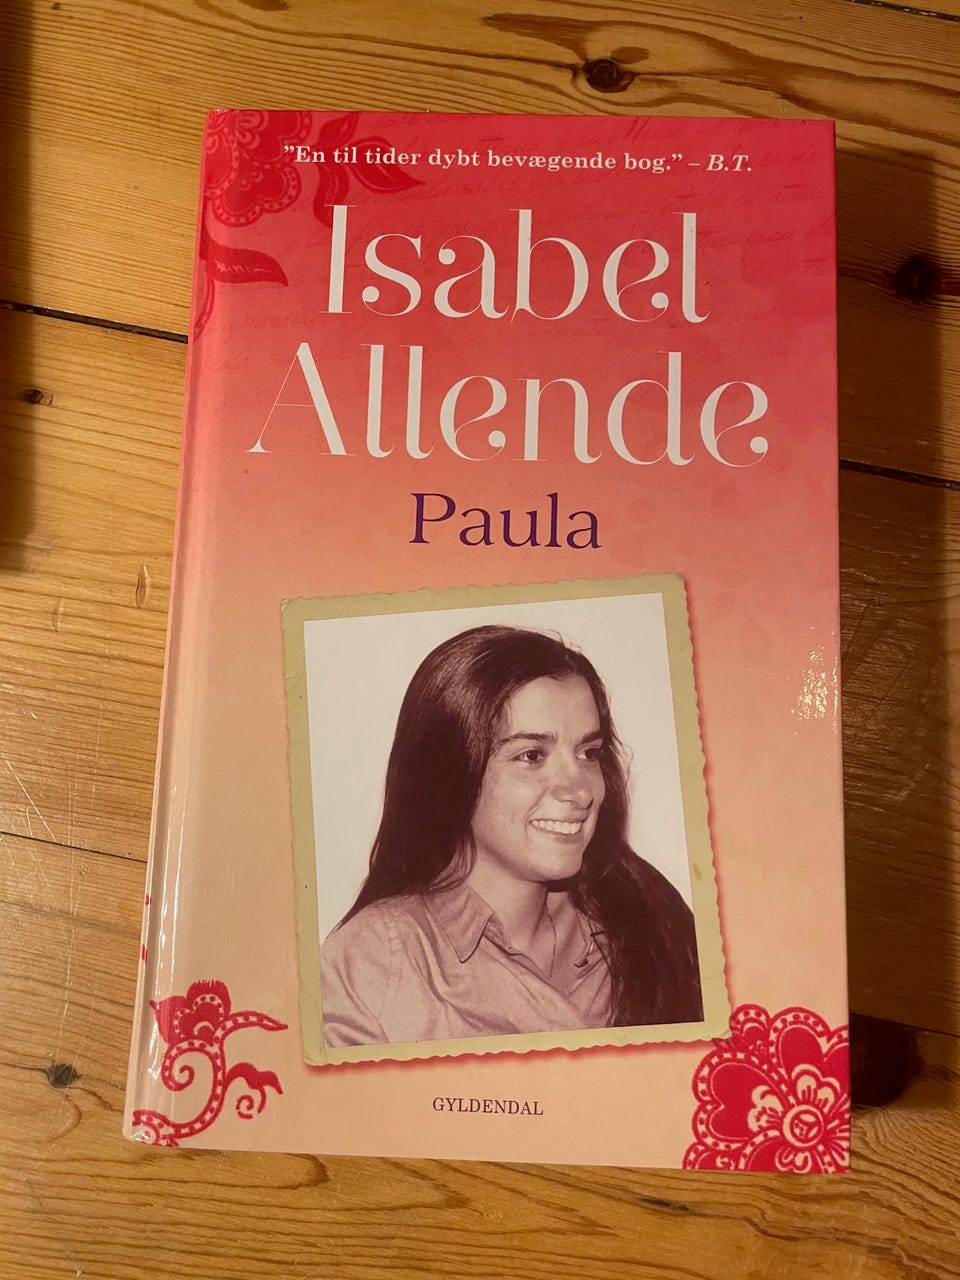 ”En til tider dybt bevægende bog.” – B.T.
Isabel
Allende
Paula
GYLDENDAL